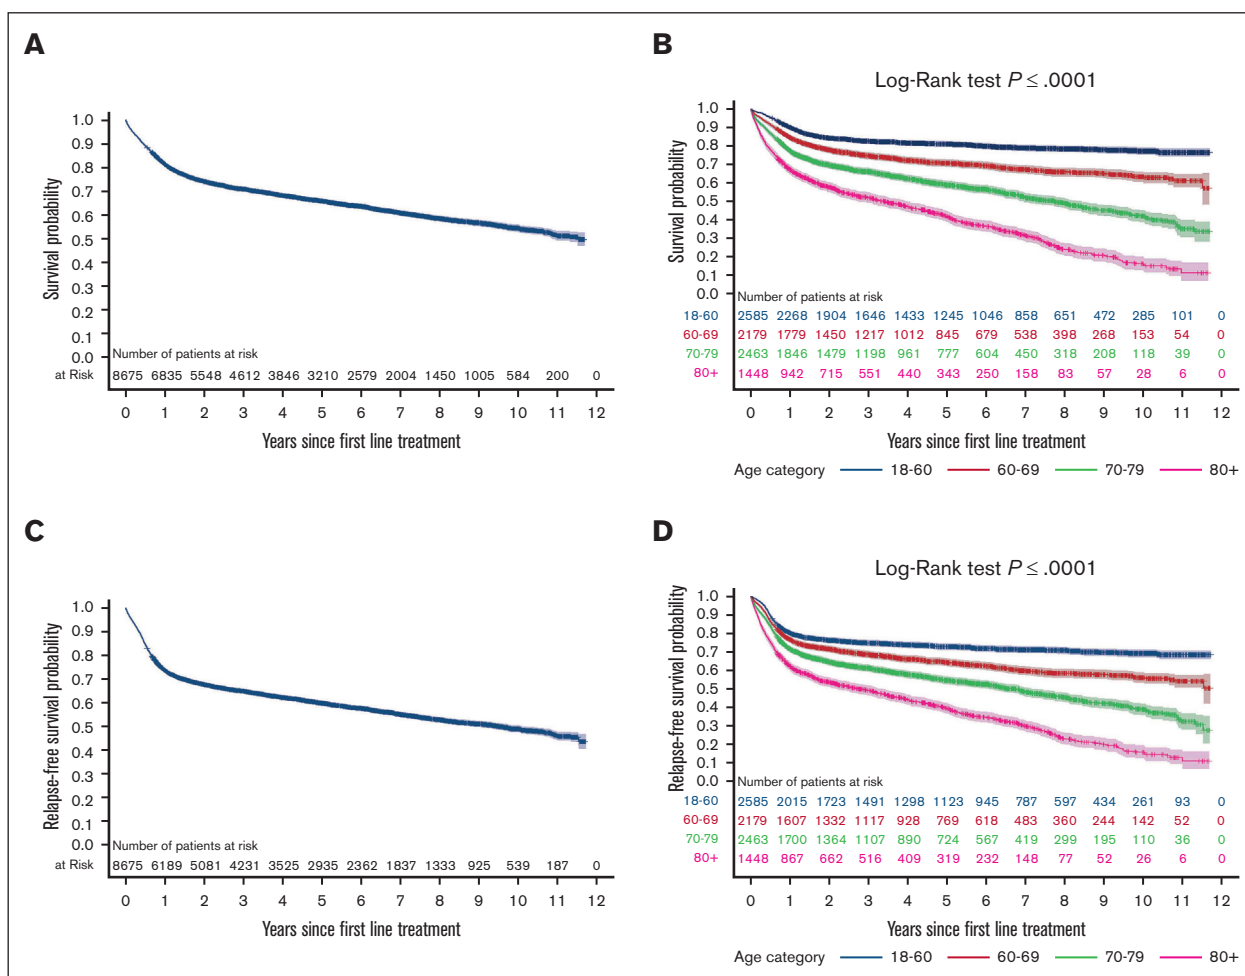 A
Survival probability
1.0
0.9
0.8
0.7
0.6
0.5
0.4
0.3
0.2
0.1
0.0
Number of patients at risk
at Risk 8675 6835 5548 4612 3846 3210 2579 2004 1450 1005 584 200 0
0 1 2 3 4 5 6 7 8 9 10 11 12
Years since first line treatment
B
Log-Rank test P ≤ .0001
Survival probability
1.0
0.9
0.8
0.7
0.6
0.5
0.4
0.3
0.2
0.1
0.0
Number of patients at risk
18-60 2585 2268 1904 1646 1433 1245 1046 858 651 472 285 101 0
60-69 2179 1779 1450 1217 1012 845 679 538 398 268 153 54 0
70-79 2463 1846 1479 1198 961 777 604 450 318 208 118 39 0
80+ 1448 942 715 551 440 343 250 158 83 57 28 6 0
0 1 2 3 4 5 6 7 8 9 10 11 12
Years since first line treatment
Age category 18-60 60-69 70-79 80+
C
Relapse-free survival probability
1.0
0.9
0.8
0.7
0.6
0.5
0.4
0.3
0.2
0.1
0.0
Number of patients at risk
at Risk 8675 6189 5081 4231 3525 2935 2362 1837 1333 925 539 187 0
0 1 2 3 4 5 6 7 8 9 10 11 12
Years since first line treatment
D
Log-Rank test P ≤ .0001
Relapse-free survival probability
1.0
0.9
0.8
0.7
0.6
0.5
0.4
0.3
0.2
0.1
0.0
Number of patients at risk
18-60 2585 2015 1723 1491 1298 1123 945 787 597 434 261 93 0
60-69 2179 1607 1332 1117 928 769 618 483 360 244 142 52 0
70-79 2463 1700 1364 1107 890 724 567 419 299 195 110 36 0
80+ 1448 867 662 516 409 319 232 148 77 52 26 6 0
0 1 2 3 4 5 6 7 8 9 10 11 12
Years since first line treatment
Age category 18-60 60-69 70-79 80+